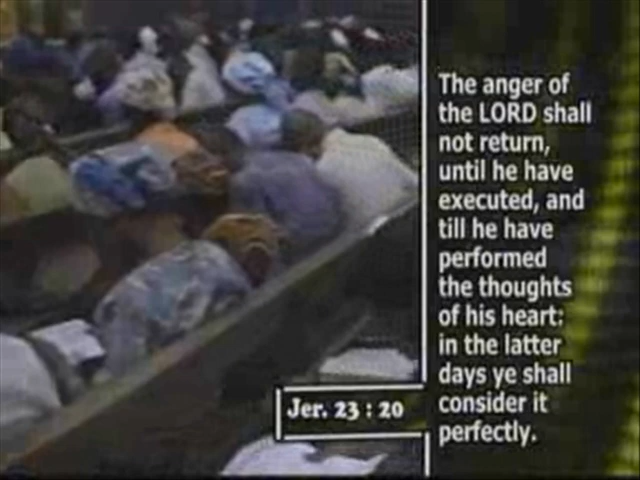 The anger of
the LORD shall
not return,
until he have
executed, and
till he have
performed
the thoughts
of his heart:
in the latter
days ye shall
consider it
perfectly.
Jer. 23 : 20